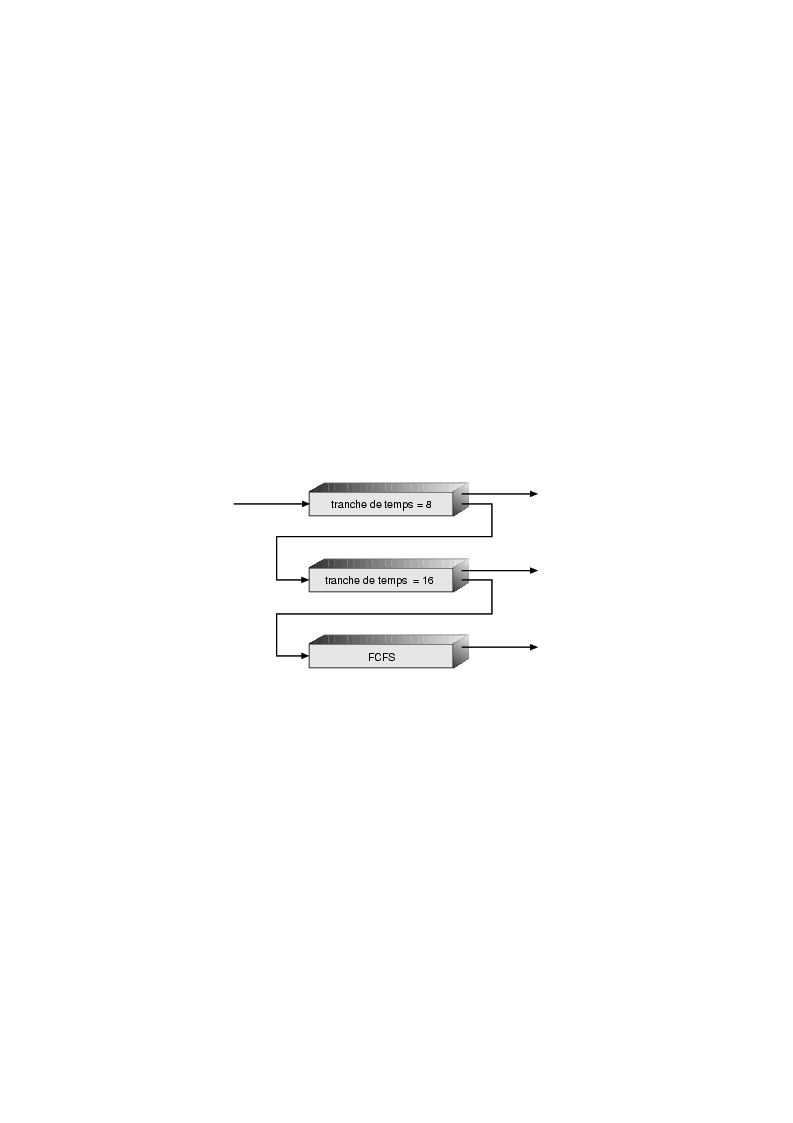 tranche de temps = 8
tranche de temps = 16
FCFS